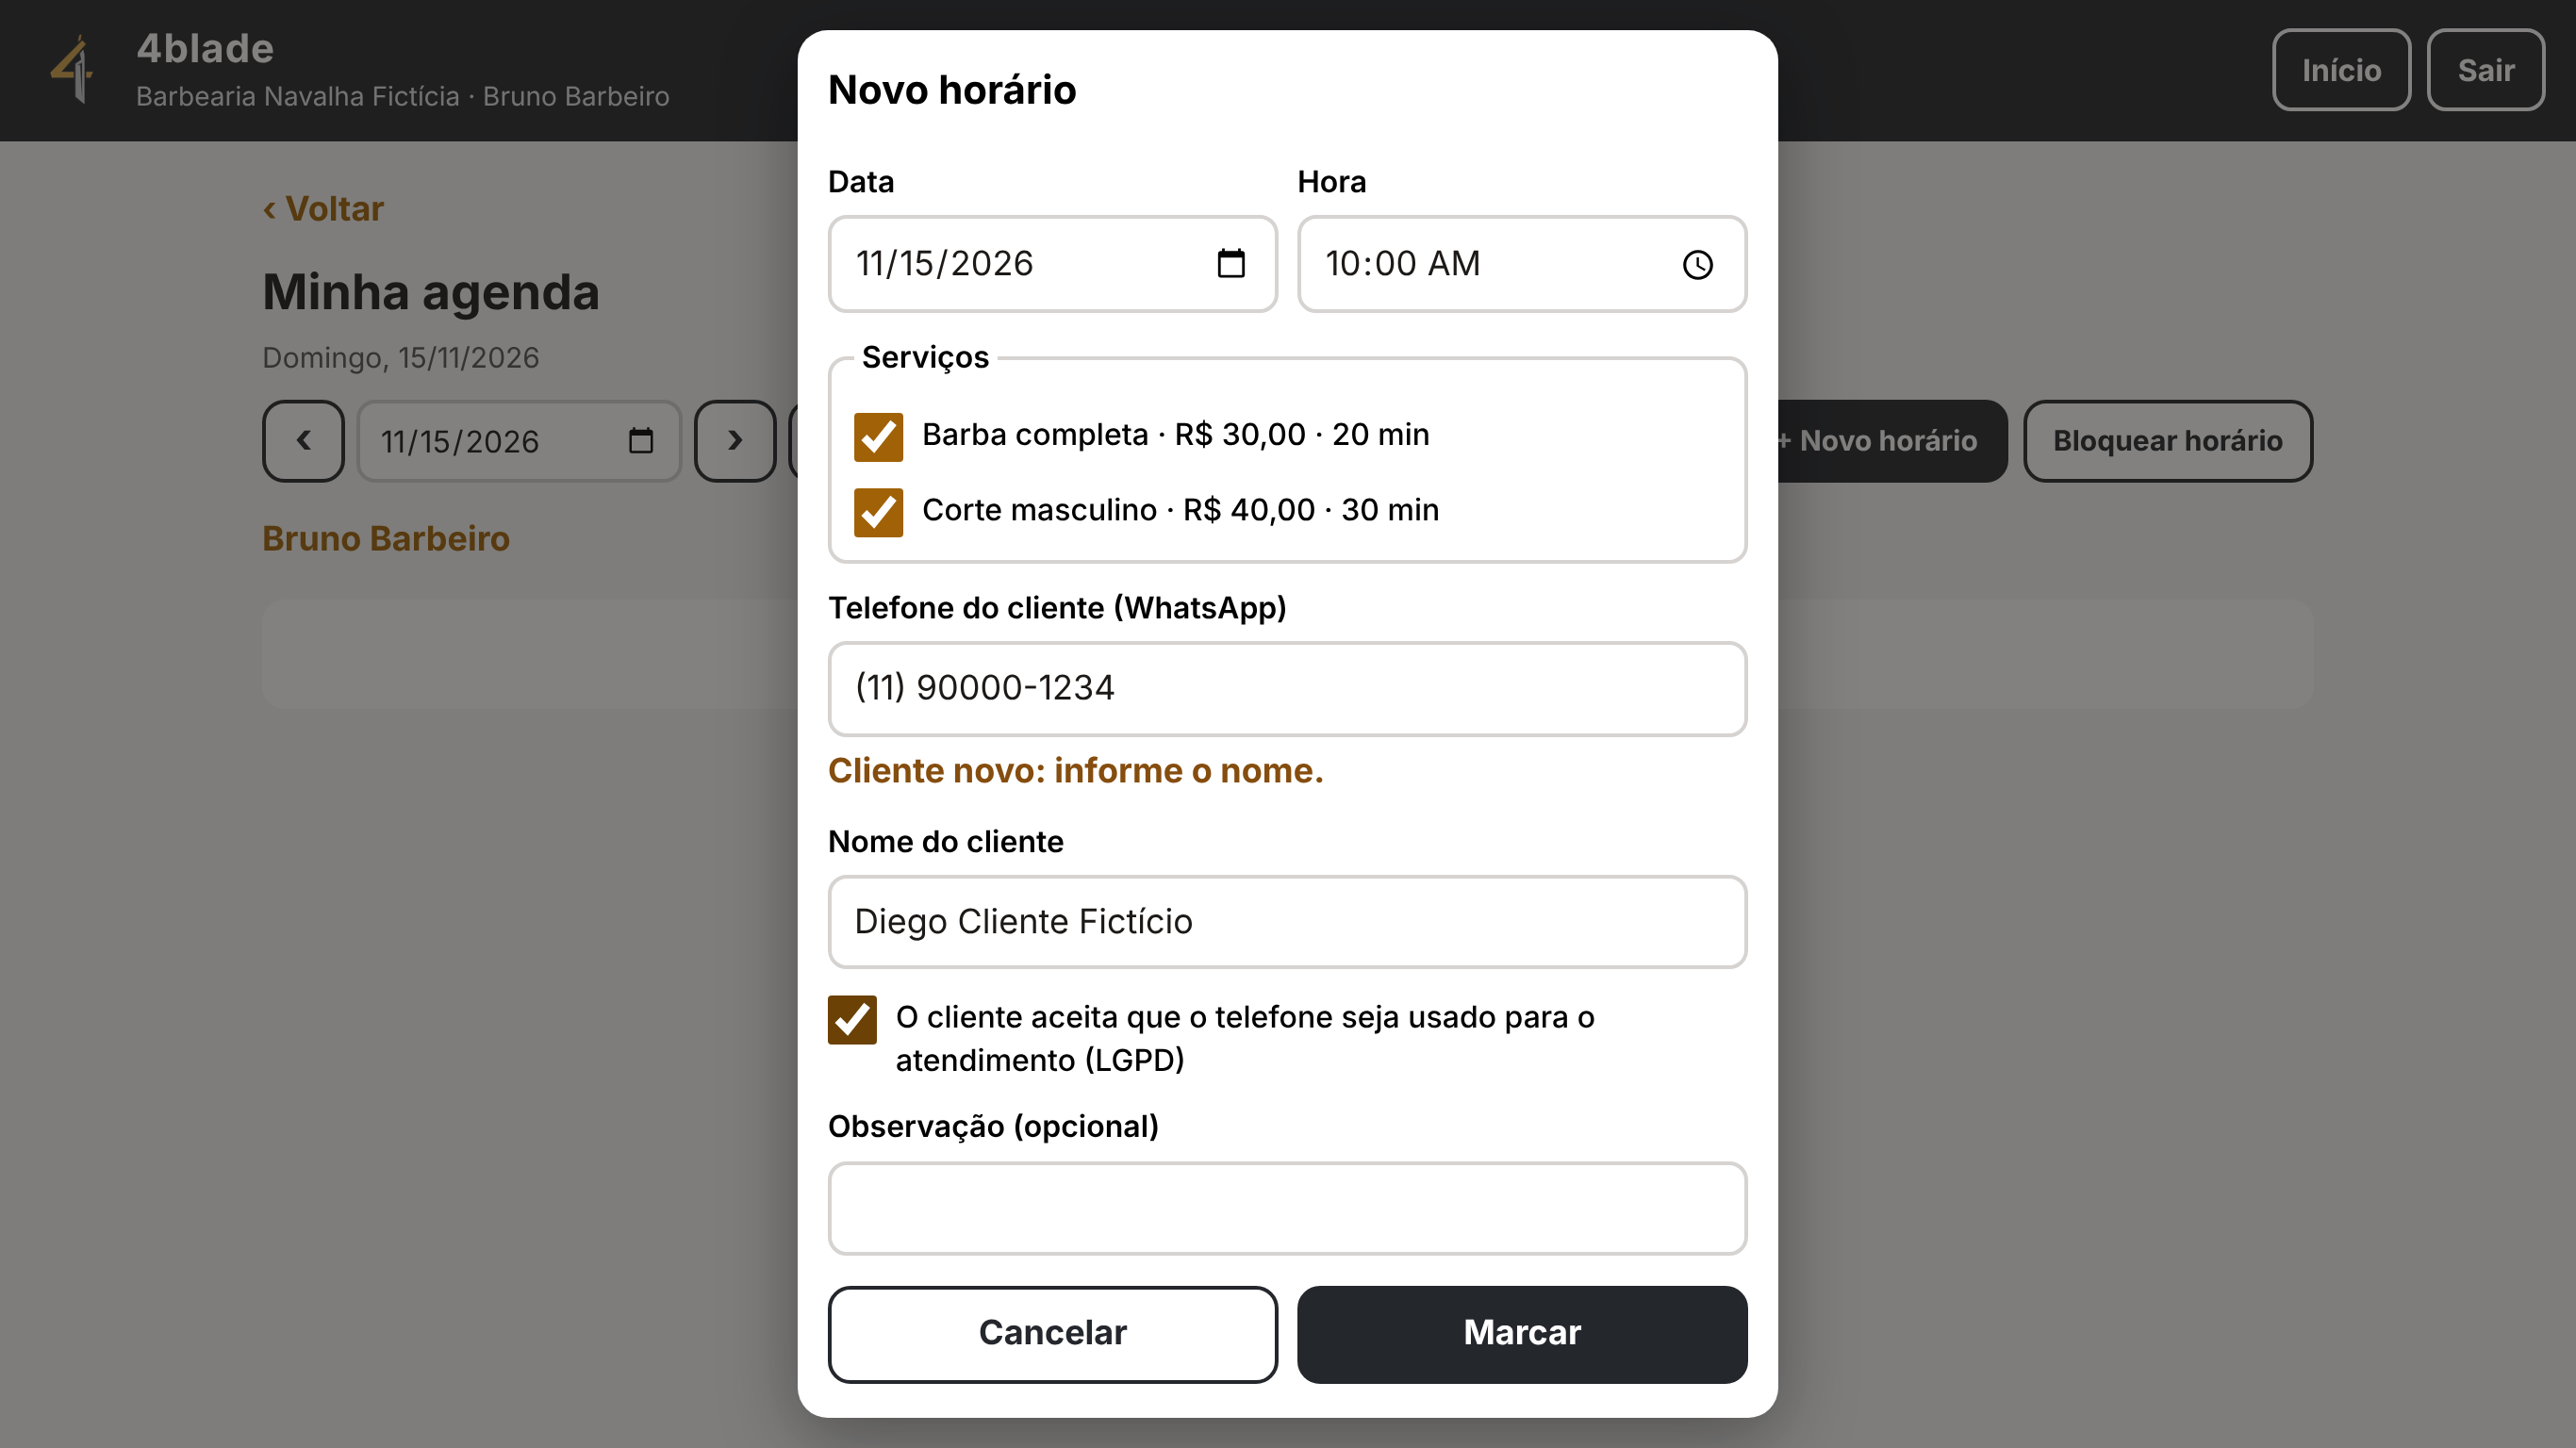 4blade
Barbearia Navalha Fictícia · Bruno Barbeiro
Início
Sair
‹ Voltar
Minha agenda
Domingo, 15/11/2026
‹
11/15/2026
›
+ Novo horário
Bloquear horário
Bruno Barbeiro
Novo horário
Data
Hora
11/15/2026
10:00 AM
Serviços
Barba completa · R$ 30,00 · 20 min
Corte masculino · R$ 40,00 · 30 min
Telefone do cliente (WhatsApp)
(11) 90000-1234
Cliente novo: informe o nome.
Nome do cliente
Diego Cliente Fictício
O cliente aceita que o telefone seja usado para o
atendimento (LGPD)
Observação (opcional)
Cancelar
Marcar